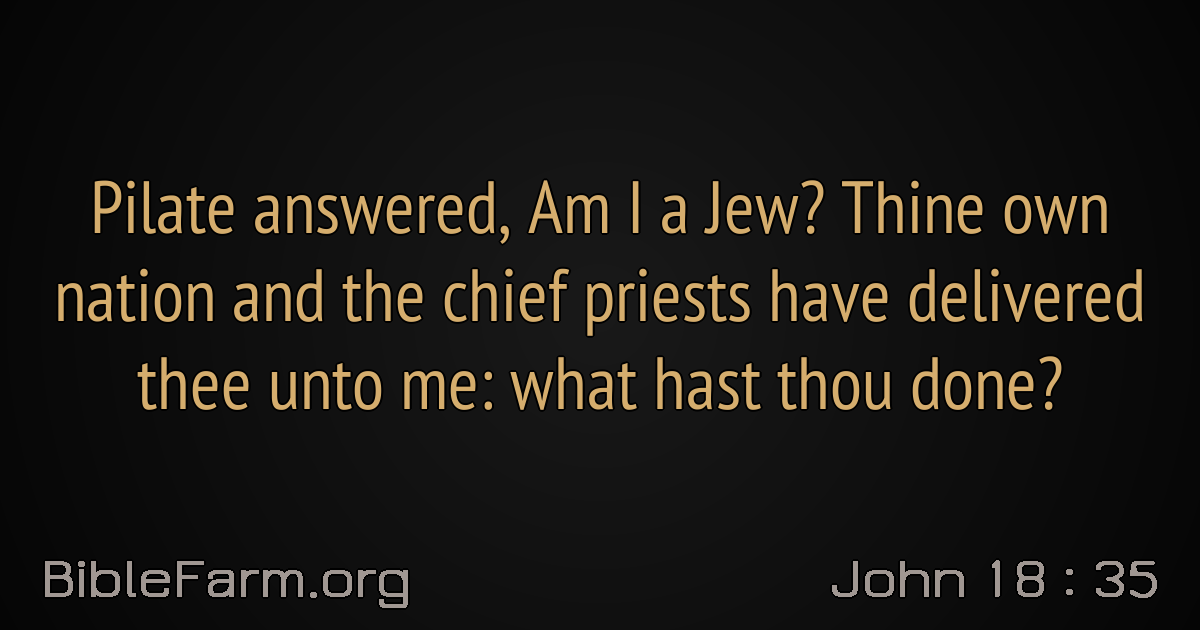 Pilate answered, Am I a Jew? Thine own
nation and the chief priests have delivered
thee unto me: what hast thou done?
BibleFarm.org
John 18 : 35